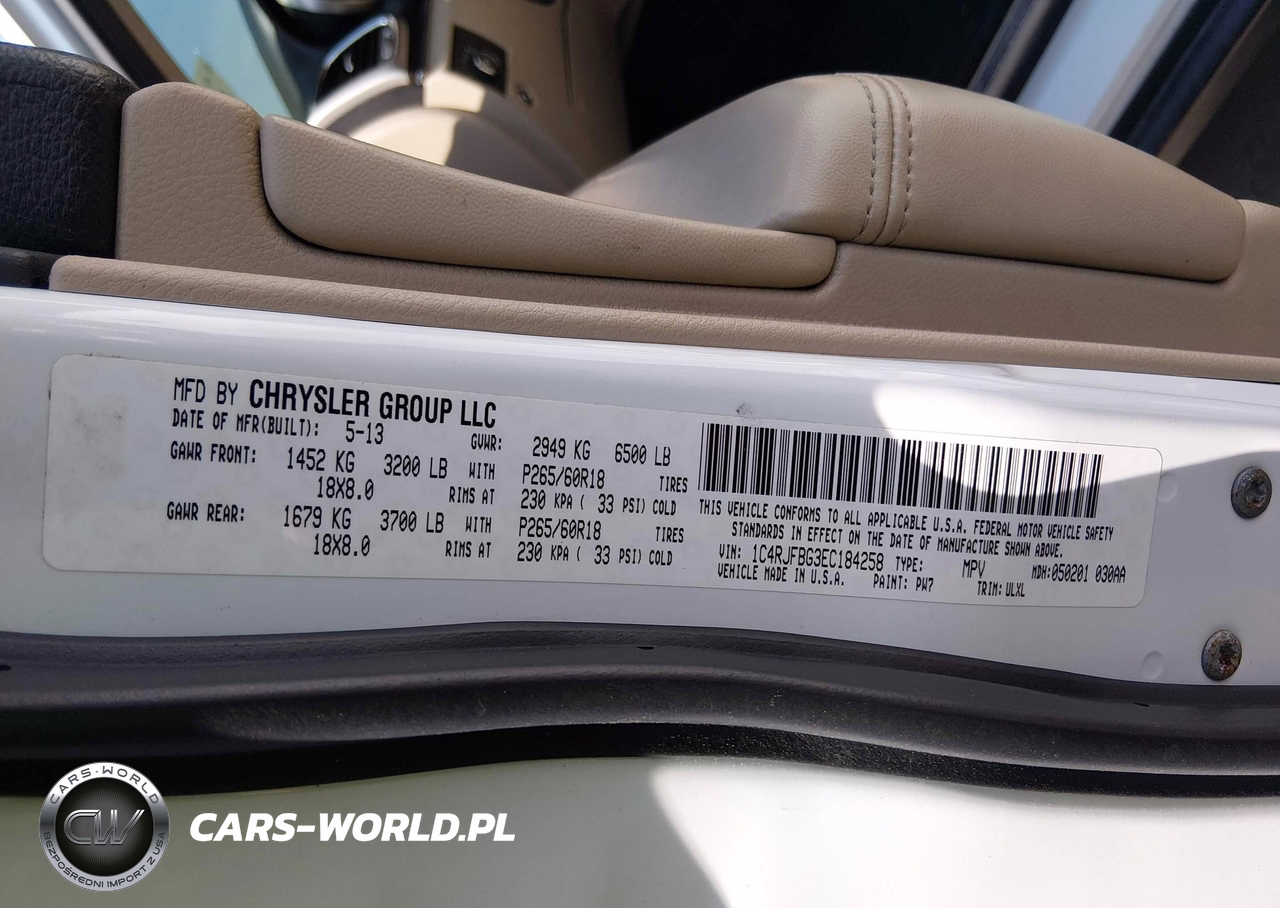 MFD BY CHRYSLER GROUP LLC
DATE OF MFR(BUILT): 5-13 GVWR: 2949 KG 6500 LB
GAWR FRONT: 1452 KG 3200 LB WITH P265/60R18 TIRES
18X8.0 RIMS AT 230 KPA ( 33 PSI) COLD
GAWR REAR: 1679 KG 3700 LB WITH P265/60R18 TIRES
18X8.0 RIMS AT 230 KPA ( 33 PSI) COLD
THIS VEHICLE CONFORMS TO ALL APPLICABLE U.S.A. FEDERAL MOTOR VEHICLE SAFETY
STANDARDS IN EFFECT ON THE DATE OF MANUFACTURE SHOWN ABOVE.
VIN: 1C4RJFBG3EC184258 TYPE: MPV MDH:050201 030AA
VEHICLE MADE IN U.S.A. PAINT: PW7 TRIM: ULXL
CARS-WORLD
CW
BEZPOŚREDNI IMPORT Z USA
CARS-WORLD.PL